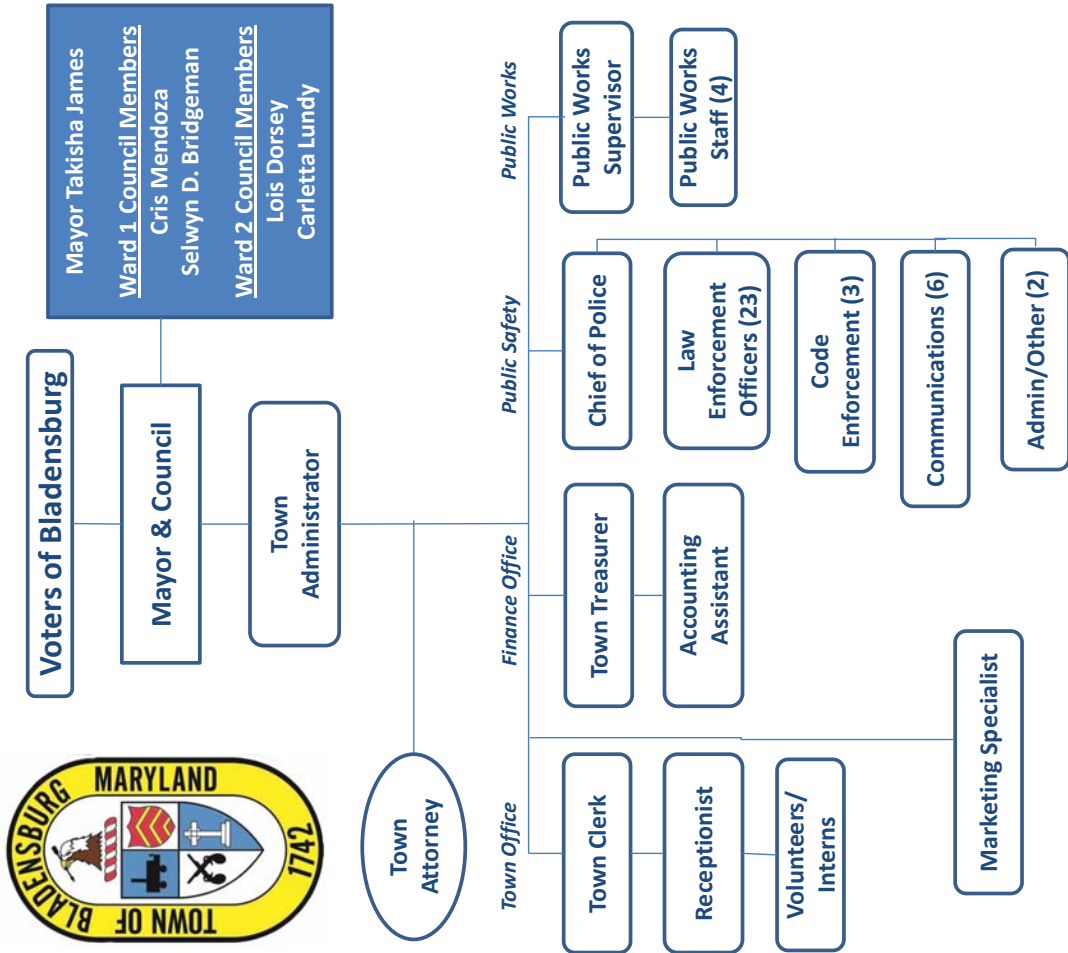 TOWN OF BLADENSBURG MARYLAND
1742
Voters of Bladensburg
Mayor & Council
Town
Administrator
Mayor Takisha James
Ward 1 Council Members
Cris Mendoza
Selwyn D. Bridgeman
Ward 2 Council Members
Lois Dorsey
Carletta Lundy
Town
Attorney
Town Office
Finance Office
Public Safety
Public Works
Town Clerk
Receptionist
Volunteers/
Interns
Marketing Specialist
Town Treasurer
Accounting
Assistant
Chief of Police
Law
Enforcement
Officers (23)
Code
Enforcement (3)
Communications (6)
Admin/Other (2)
Public Works
Supervisor
Public Works
Staff (4)